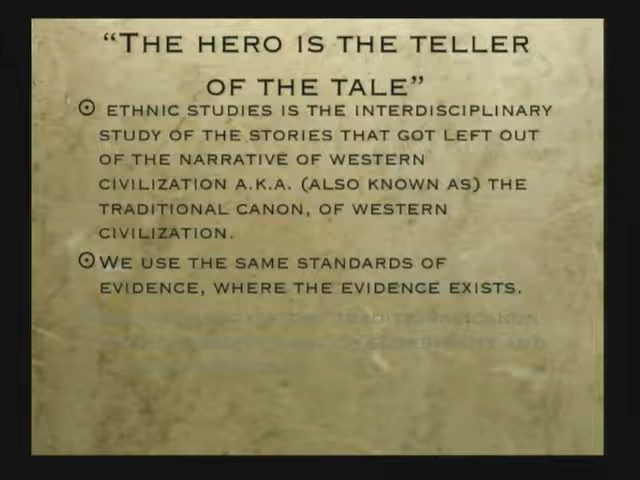 “THE HERO IS THE TELLER
OF THE TALE”
ETHNIC STUDIES IS THE INTERDISCIPLINARY
STUDY OF THE STORIES THAT GOT LEFT OUT
OF THE NARRATIVE OF WESTERN
CIVILIZATION A.K.A. (ALSO KNOWN AS) THE
TRADITIONAL CANON, OF WESTERN
CIVILIZATION.
WE USE THE SAME STANDARDS OF
EVIDENCE, WHERE THE EVIDENCE EXISTS.